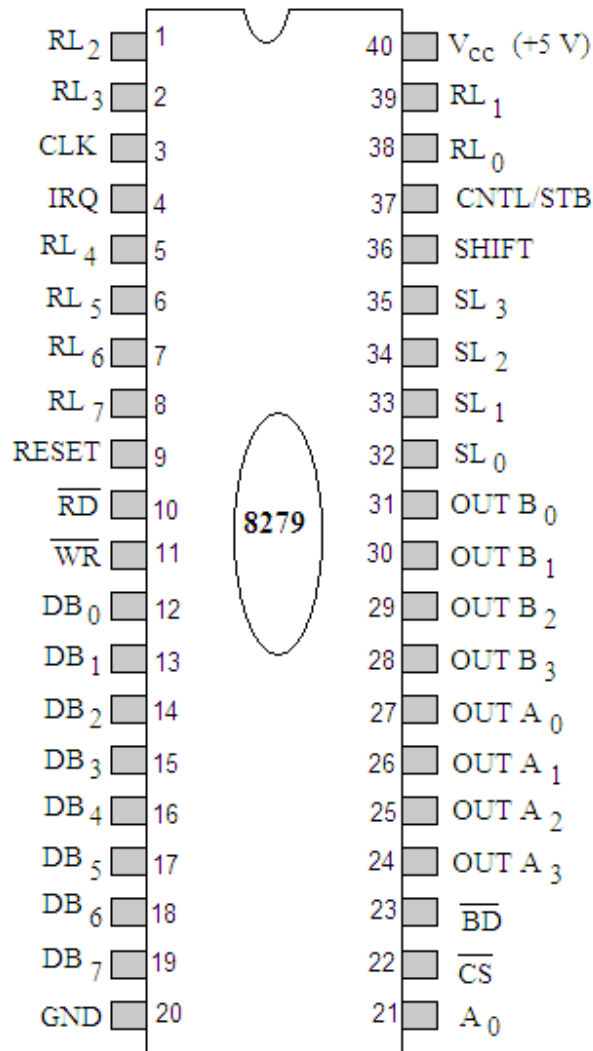 RL2 1 40 Vcc (+5 V)
RL3 2 39 RL1
CLK 3 38 RL0
IRQ 4 37 CNTL/STB
RL4 5 36 SHIFT
RL5 6 35 SL3
RL6 7 34 SL2
RL7 8 33 SL1
RESET 9 32 SL0
R̅D̅ 10 31 OUT B0
8279
W̅R̅ 11 30 OUT B1
DB0 12 29 OUT B2
DB1 13 28 OUT B3
DB2 14 27 OUT A0
DB3 15 26 OUT A1
DB4 16 25 OUT A2
DB5 17 24 OUT A3
DB6 18 23 B̅D̅
DB7 19 22 C̅S̅
GND 20 21 A0